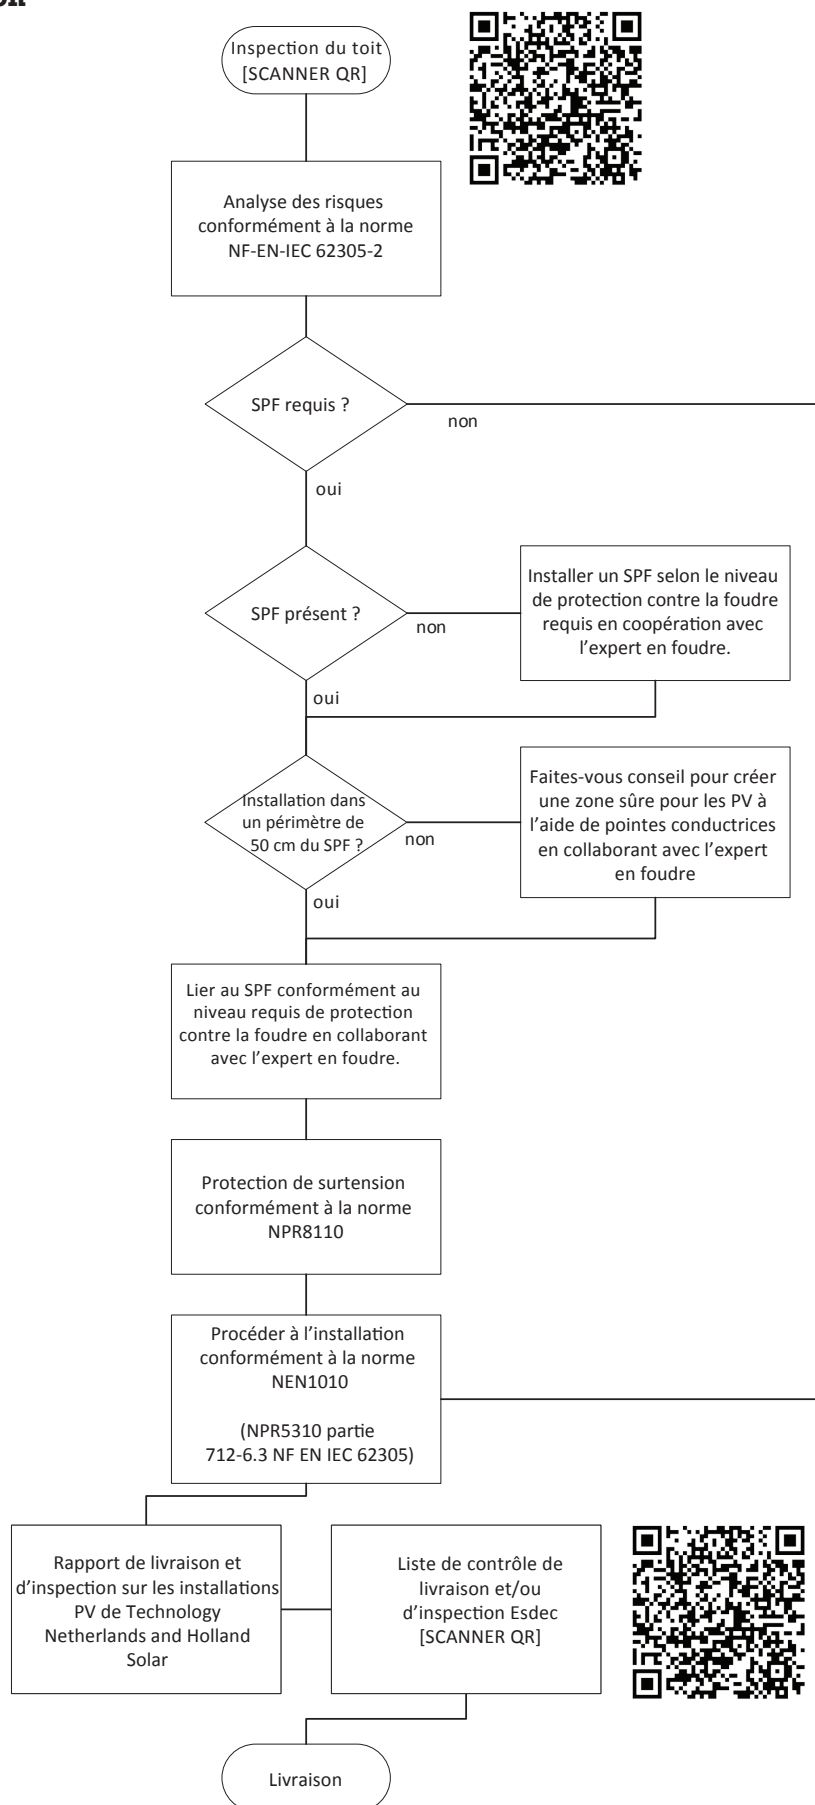 Inspection du toit
[SCANNER QR]
Analyse des risques
conformément à la norme
NF-EN-IEC 62305-2
SPF requis ?
non
oui
SPF présent ?
non
Installer un SPF selon le niveau
de protection contre la foudre
requis en coopération avec
l'expert en foudre.
oui
Installation dans
un périmètre de
50 cm du SPF ?
non
Faites-vous conseil pour créer
une zone sûre pour les PV à
l'aide de pointes conductrices
en collaborant avec l'expert
en foudre
oui
Lier au SPF conformément au
niveau requis de protection
contre la foudre en collaborant
avec l'expert en foudre.
Protection de surtension
conformément à la norme
NPR8110
Procéder à l'installation
conformément à la norme
NEN1010
(NPR5310 partie
712-6.3 NF EN IEC 62305)
Rapport de livraison et
d'inspection sur les installations
PV de Technology
Netherlands and Holland
Solar
Liste de contrôle de
livraison et/ou
d'inspection Esdec
[SCANNER QR]
Livraison